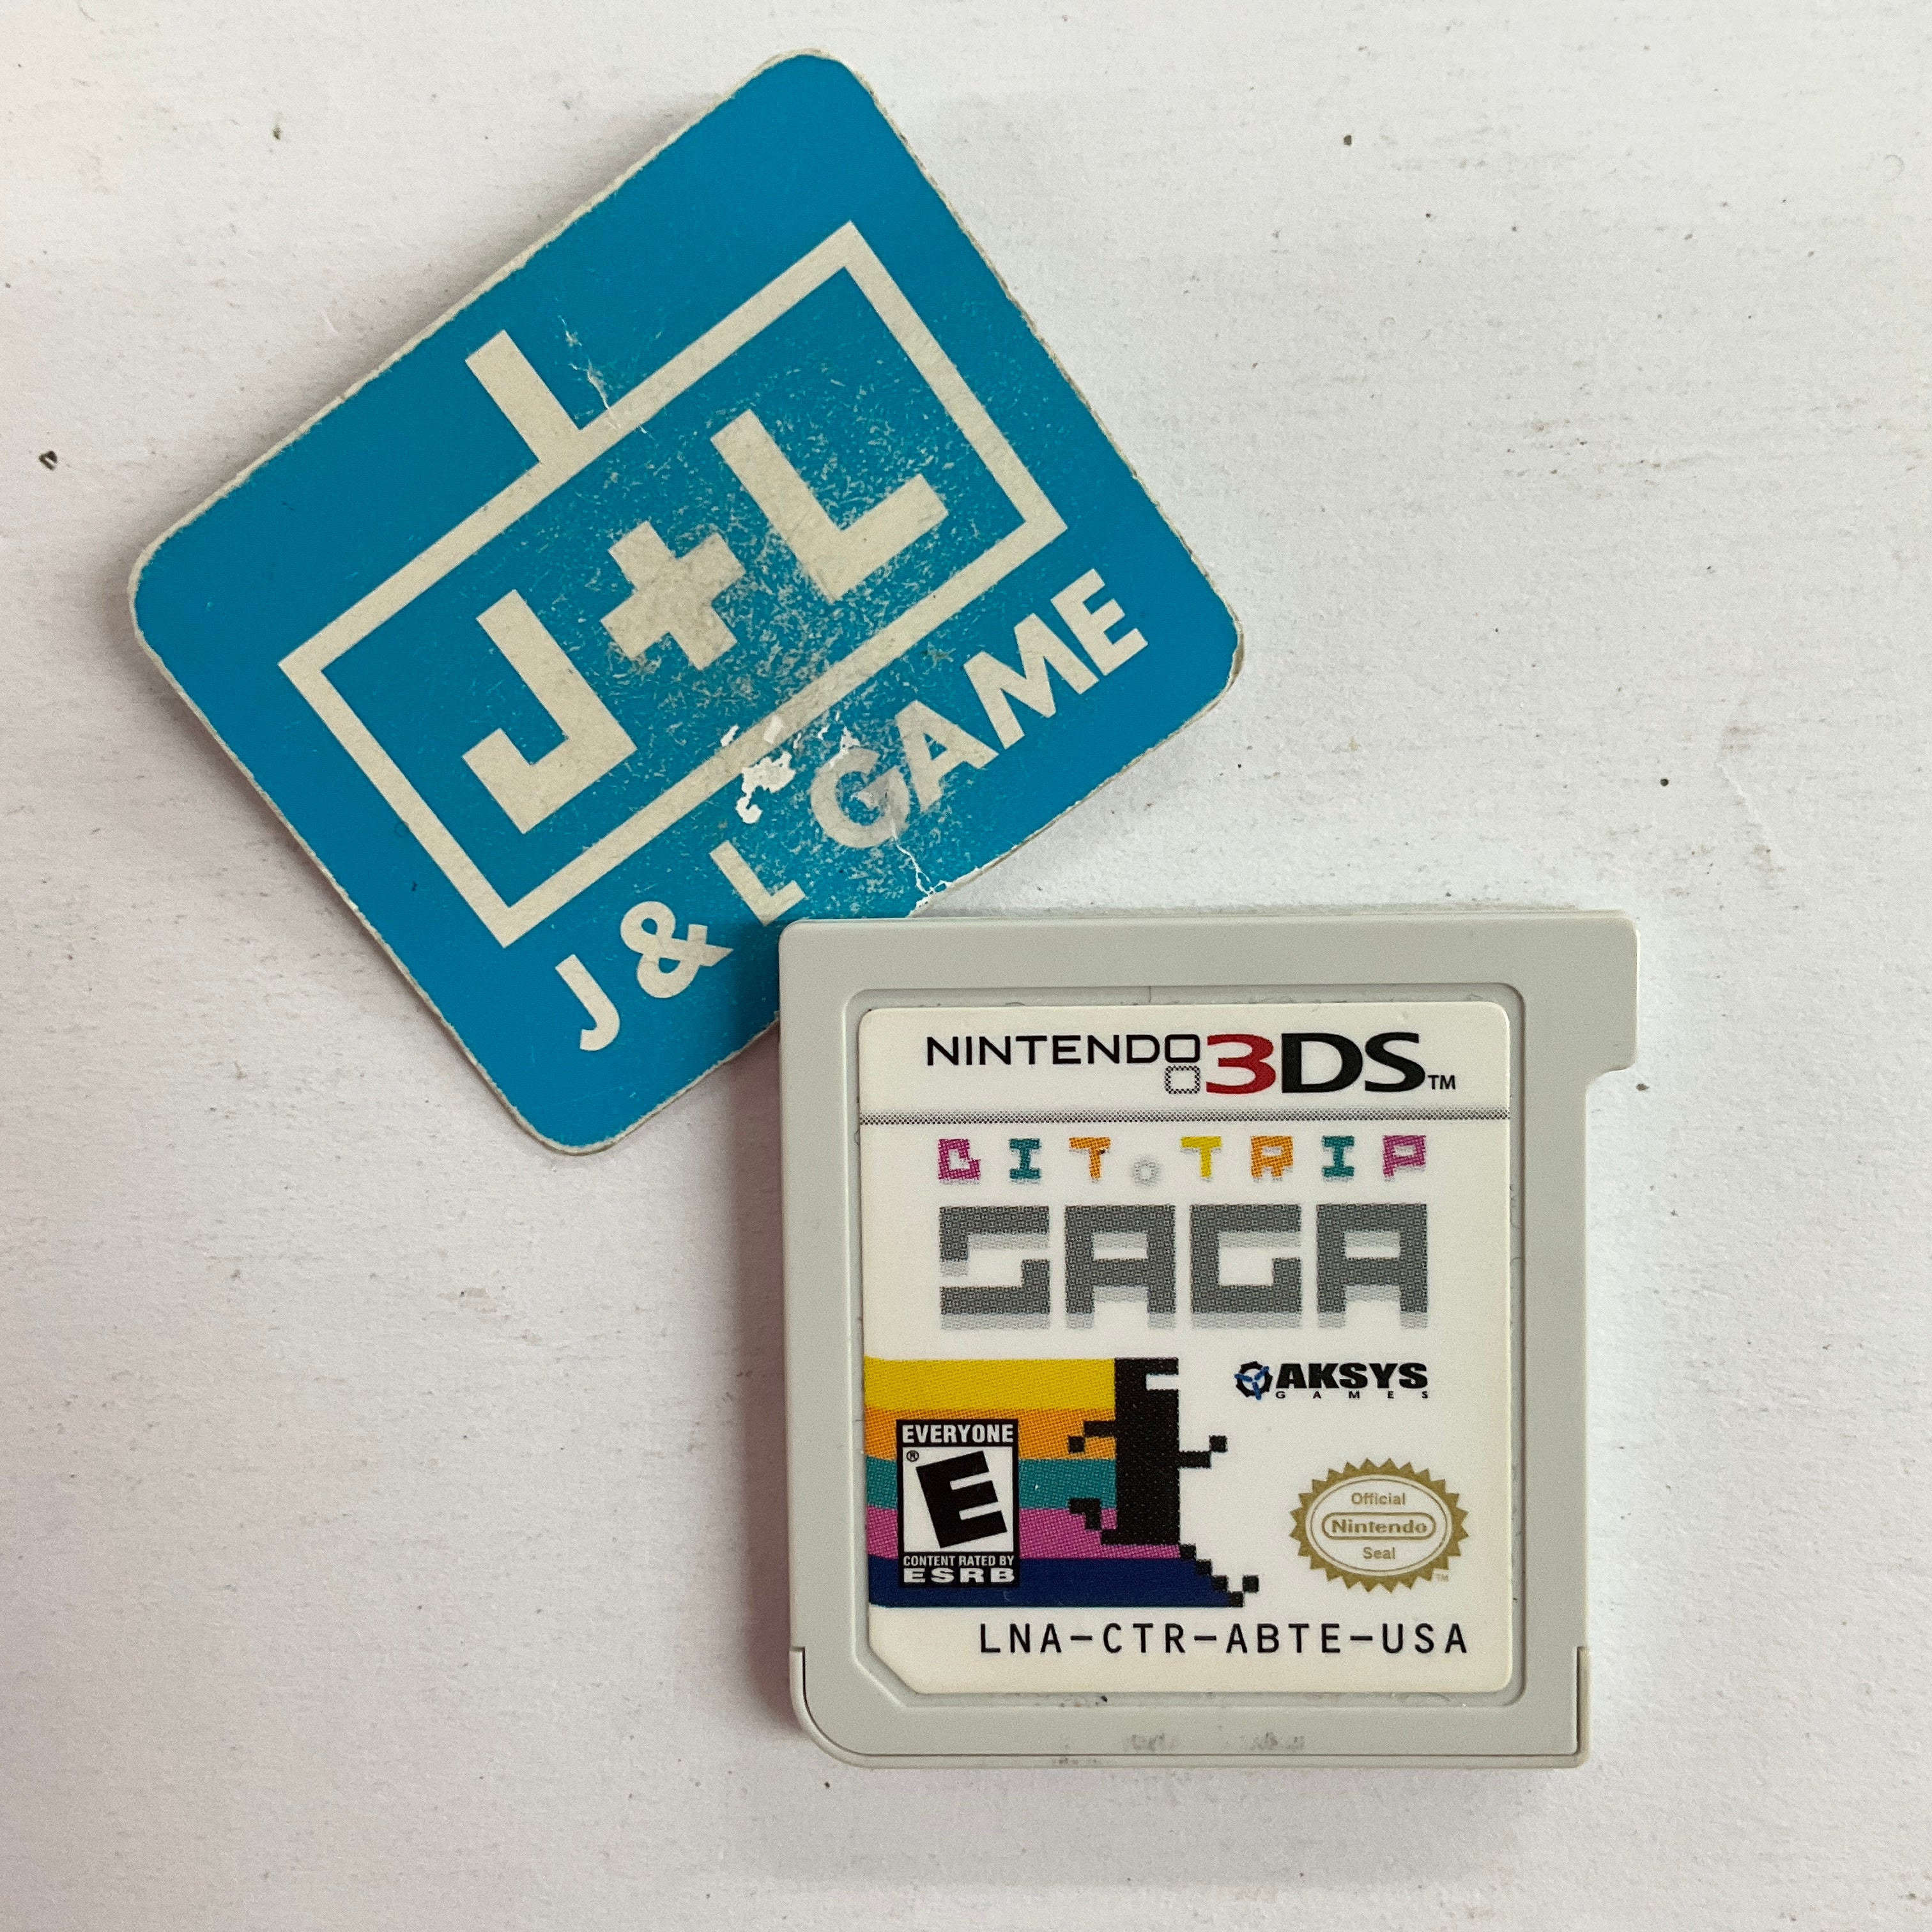 J+L
J & L GAME
NINTENDO 3DS™
BIT.TRIP
SAGA
AKSYS
GAMES
EVERYONE
®
E
CONTENT RATED BY
ESRB
Official
Nintendo
Seal
™
LNA-CTR-ABTE-USA